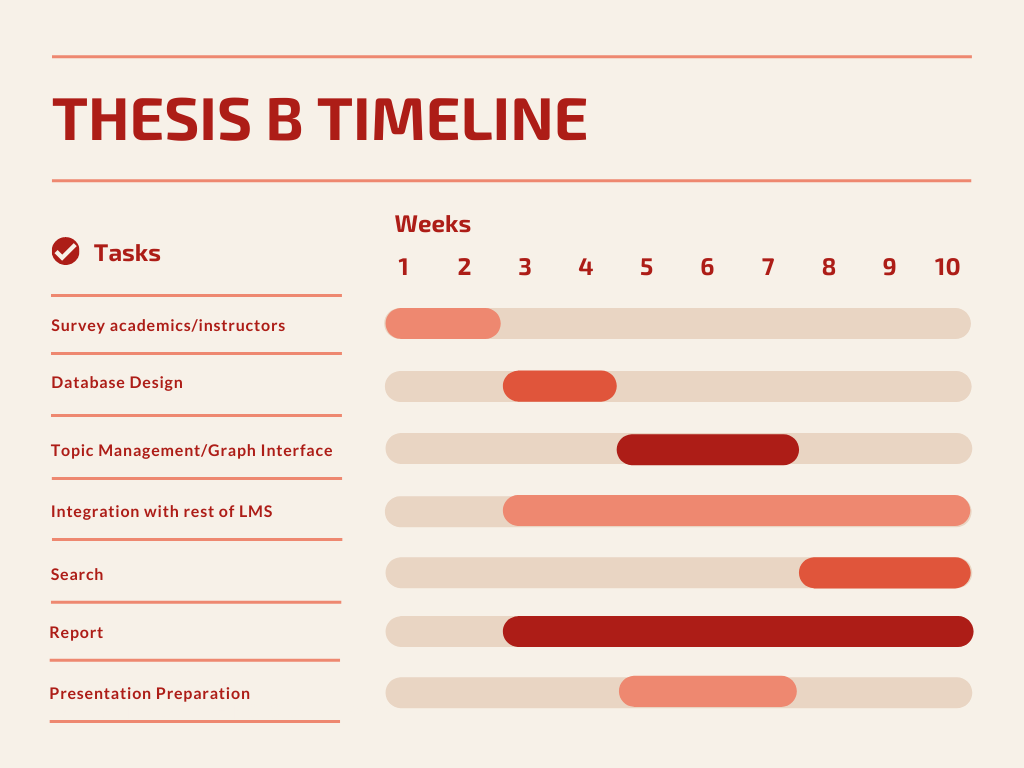 THESIS B TIMELINE
Weeks
Tasks
1 2 3 4 5 6 7 8 9 10
Survey academics/instructors
Database Design
Topic Management/Graph Interface
Integration with rest of LMS
Search
Report
Presentation Preparation